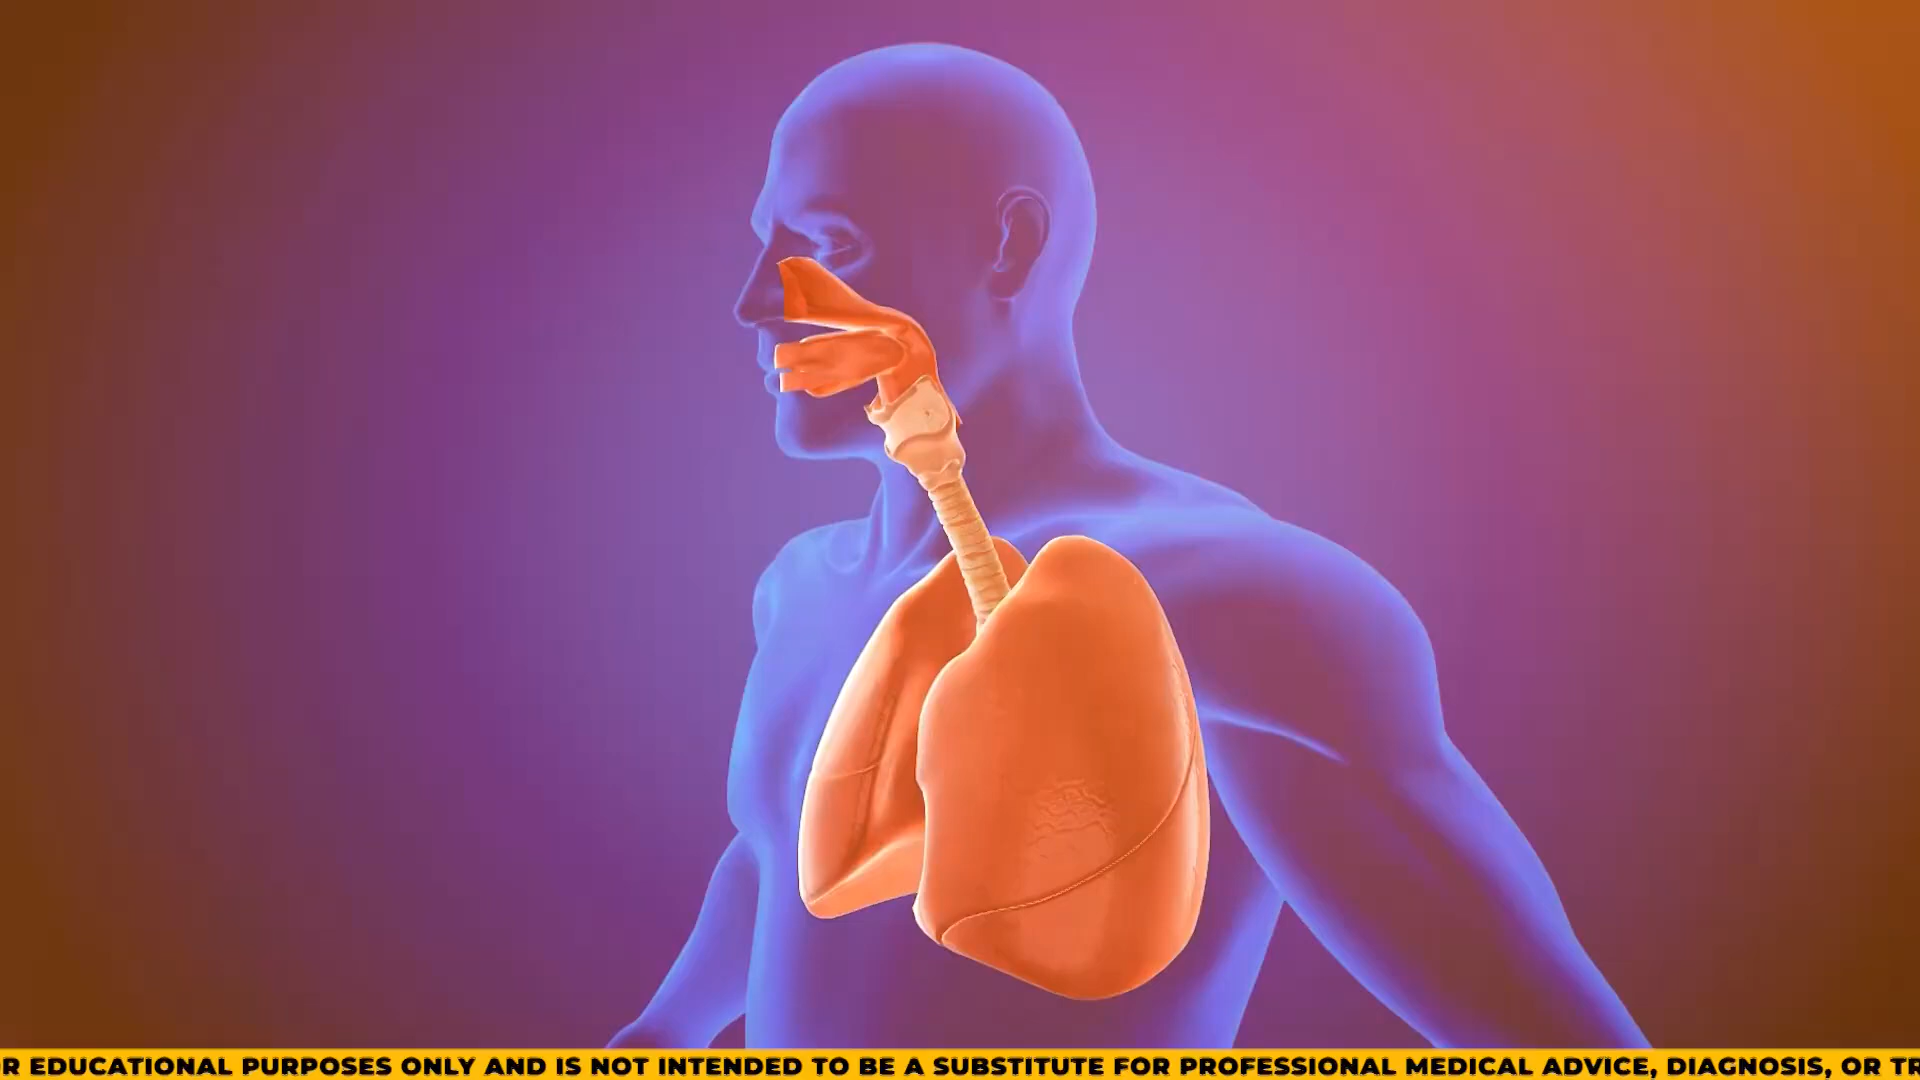 R EDUCATIONAL PURPOSES ONLY AND IS NOT INTENDED TO BE A SUBSTITUTE FOR PROFESSIONAL MEDICAL ADVICE, DIAGNOSIS, OR TR